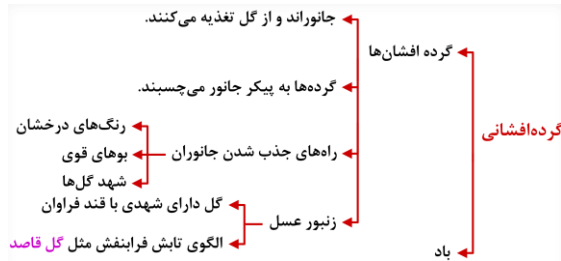 گرده‌افشانی
گرده افشان‌ها
جانوراند و از گل تغذیه می‌کنند.
گرده‌ها به پیکر جانور می‌چسبند.
راه‌های جذب شدن جانوران
رنگ‌های درخشان
بوهای قوی
شهد گل‌ها
زنبور عسل
گل دارای شهدی با قند فراوان
الگوی تابش فرابنفش مثل گل قاصد
باد